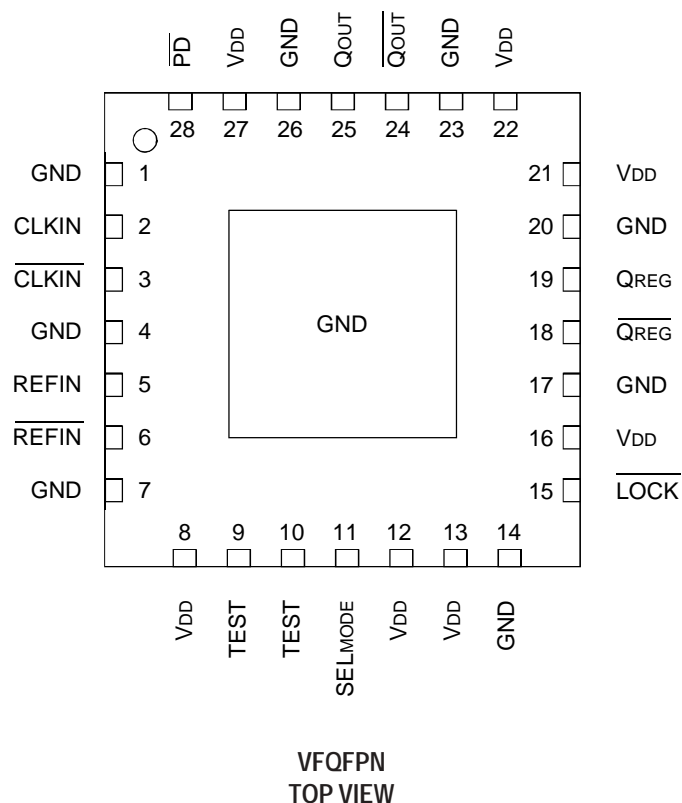 PD VDD GND QOUT QOUT GND VDD
28 27 26 25 24 23 22
GND 1 21 VDD
CLKIN 2 20 GND
CLKIN 3 19 QREG
GND GND 4 18 QREG
REFIN 5 17 GND
REFIN 6 16 VDD
GND 7 15 LOCK
8 9 10 11 12 13 14
VDD TEST TEST SELMODE VDD VDD GND
VFQFPN
TOP VIEW